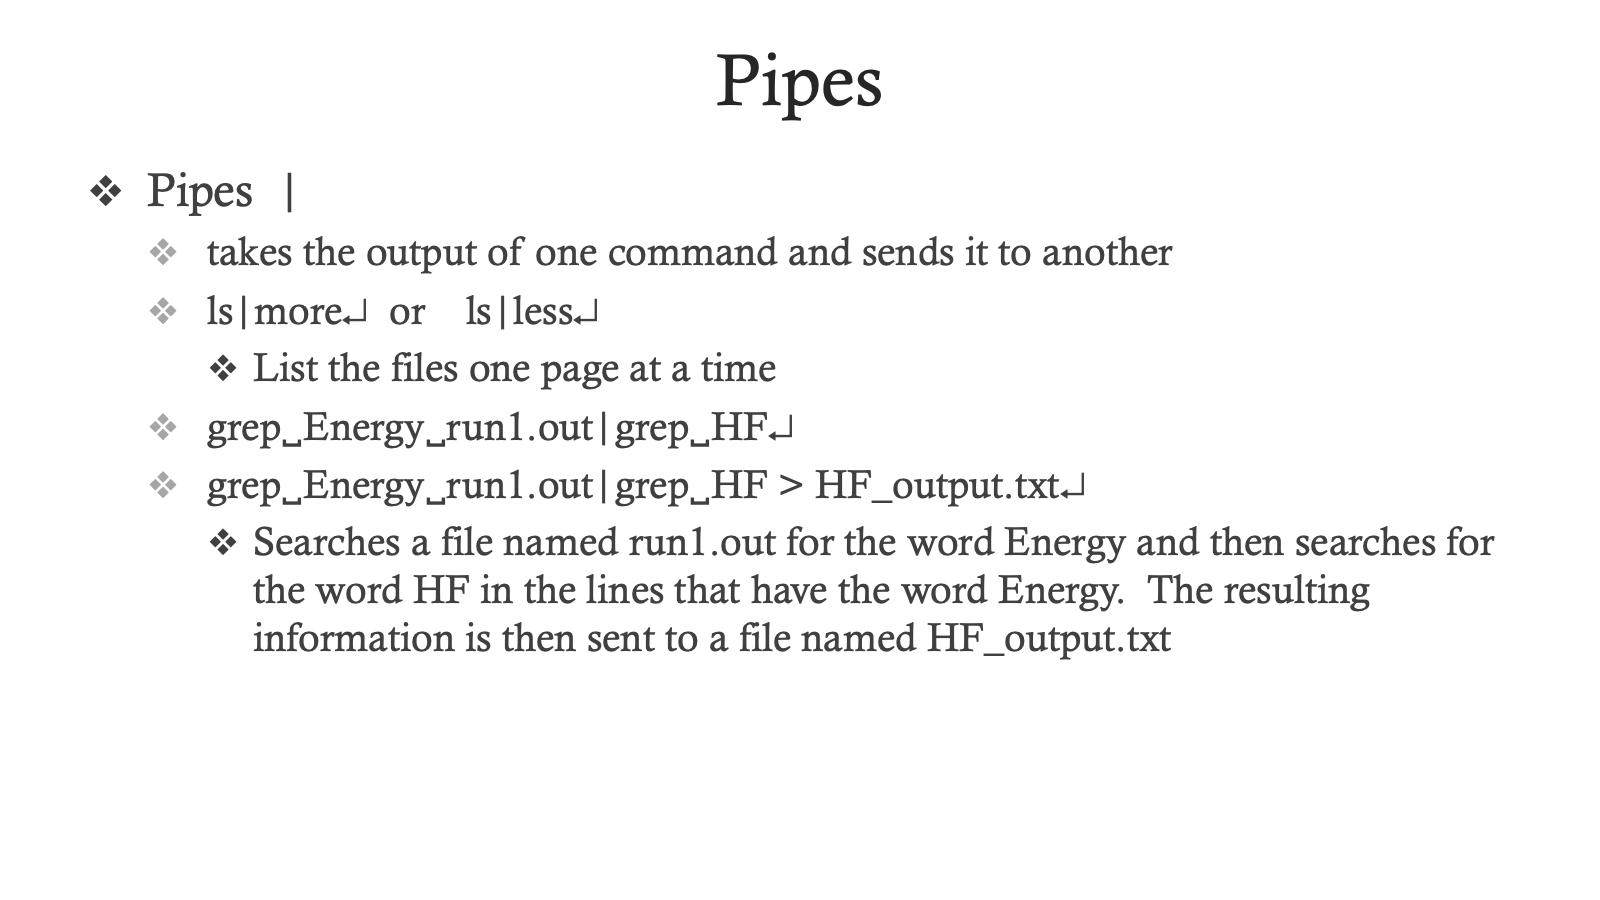 Pipes
❖ Pipes |
❖ takes the output of one command and sends it to another
❖ ls|more↵ or ls|less↵
❖ List the files one page at a time
❖ grep␣Energy␣run1.out|grep␣HF↵
❖ grep␣Energy␣run1.out|grep␣HF > HF_output.txt↵
❖ Searches a file named run1.out for the word Energy and then searches for
the word HF in the lines that have the word Energy.  The resulting
information is then sent to a file named HF_output.txt